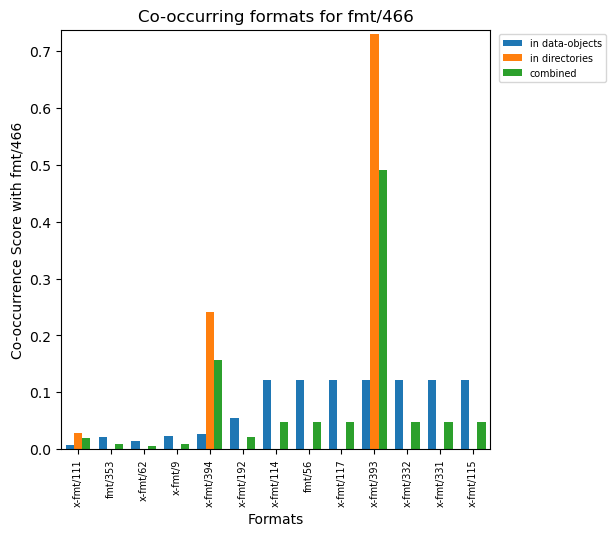 Co-occurring formats for fmt/466
in data-objects
in directories
combined
Co-occurrence Score with fmt/466
0.7
0.6
0.5
0.4
0.3
0.2
0.1
0.0
x-fmt/111
fmt/353
x-fmt/62
x-fmt/9
x-fmt/394
x-fmt/192
x-fmt/114
fmt/56
x-fmt/117
x-fmt/393
x-fmt/332
x-fmt/331
x-fmt/115
Formats